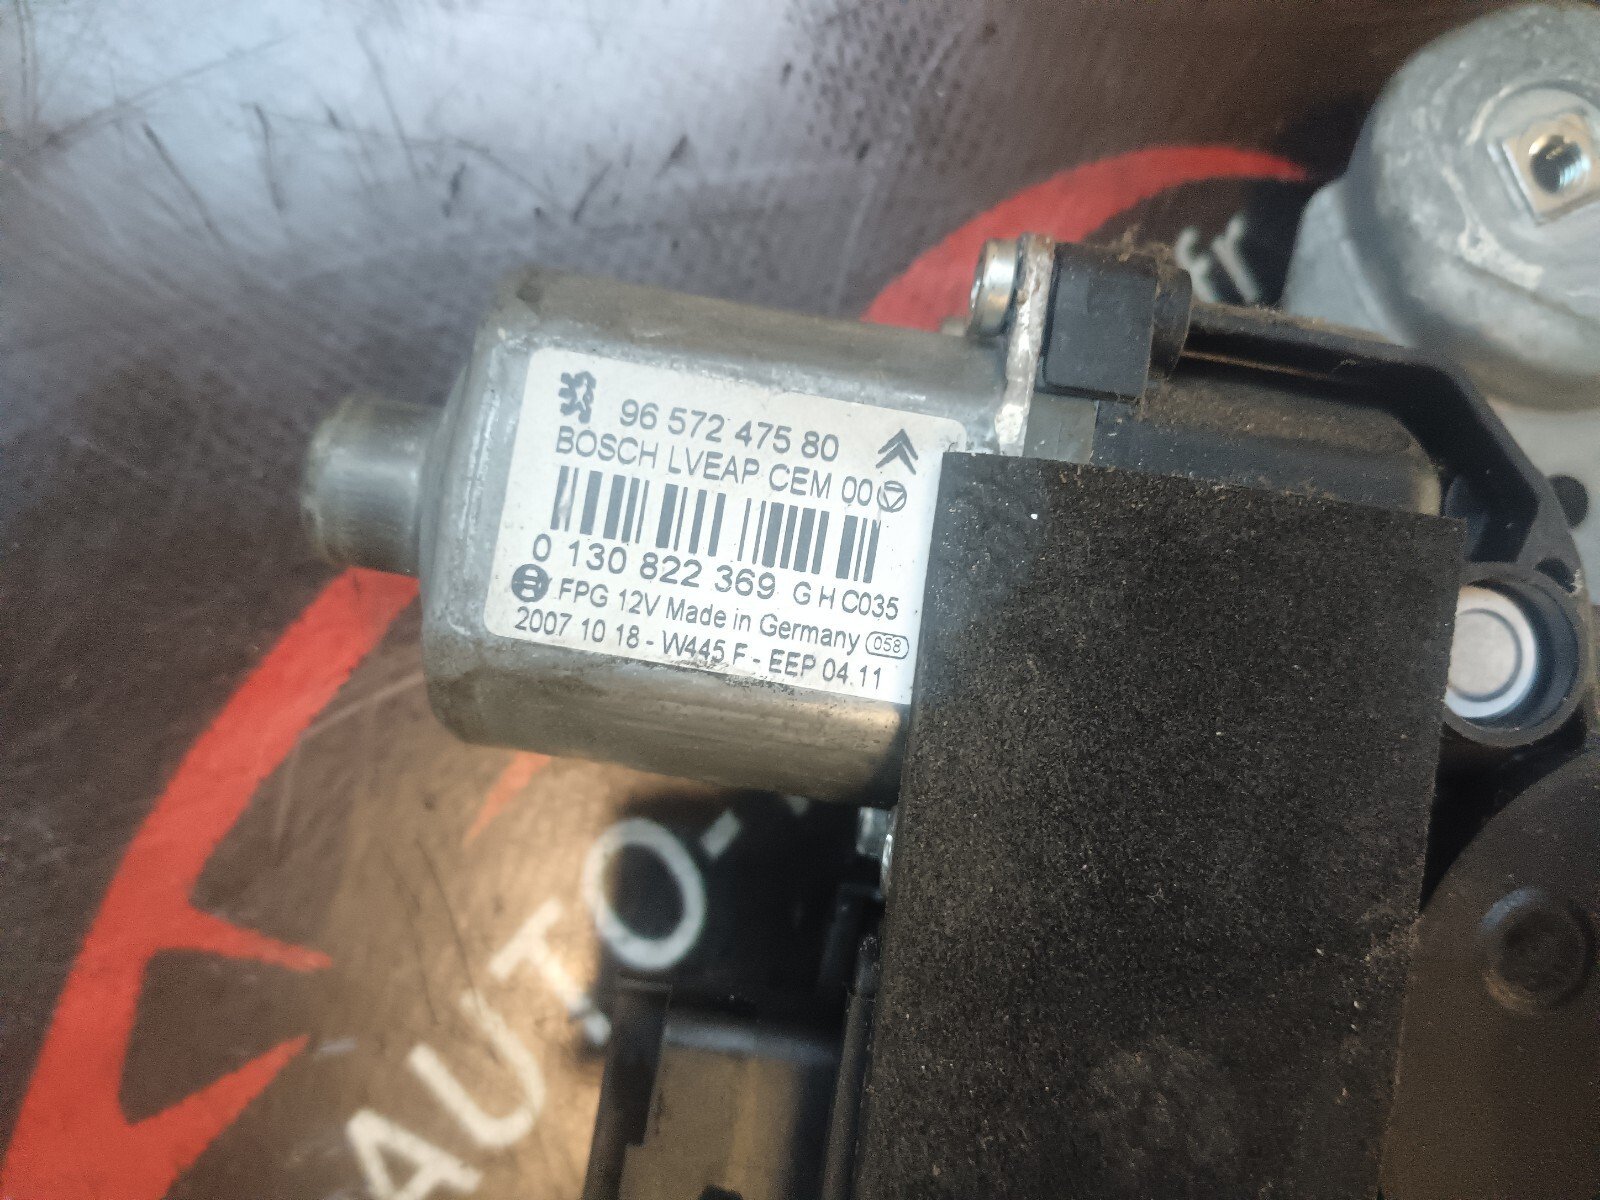 96 572 475 80
BOSCH LVEAP CEM 00
0 130 822 369 G H C035
FPG 12V Made in Germany 058
2007 10 18 - W445 F - EEP 04.11
AUTO-